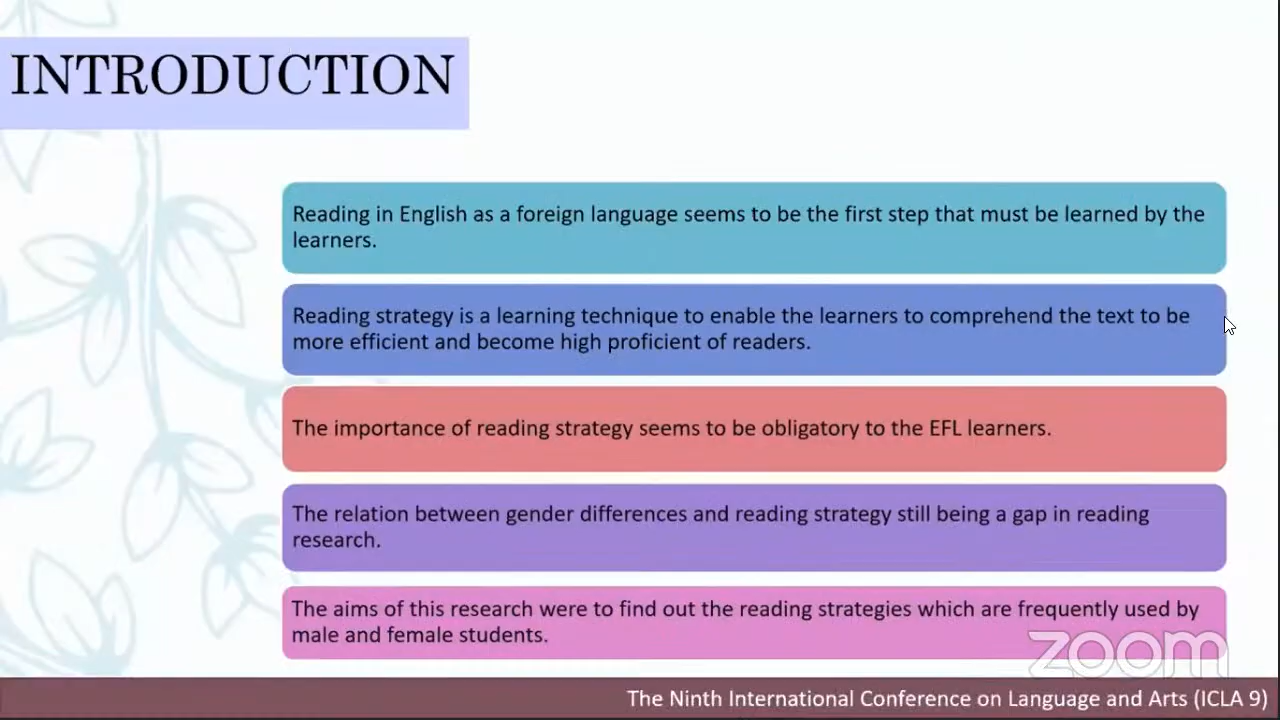 INTRODUCTION
Reading in English as a foreign language seems to be the first step that must be learned by the
learners.
Reading strategy is a learning technique to enable the learners to comprehend the text to be
more efficient and become high proficient of readers.
The importance of reading strategy seems to be obligatory to the EFL learners.
The relation between gender differences and reading strategy still being a gap in reading
research.
The aims of this research were to find out the reading strategies which are frequently used by
male and female students.
zoom
The Ninth International Conference on Language and Arts (ICLA 9)